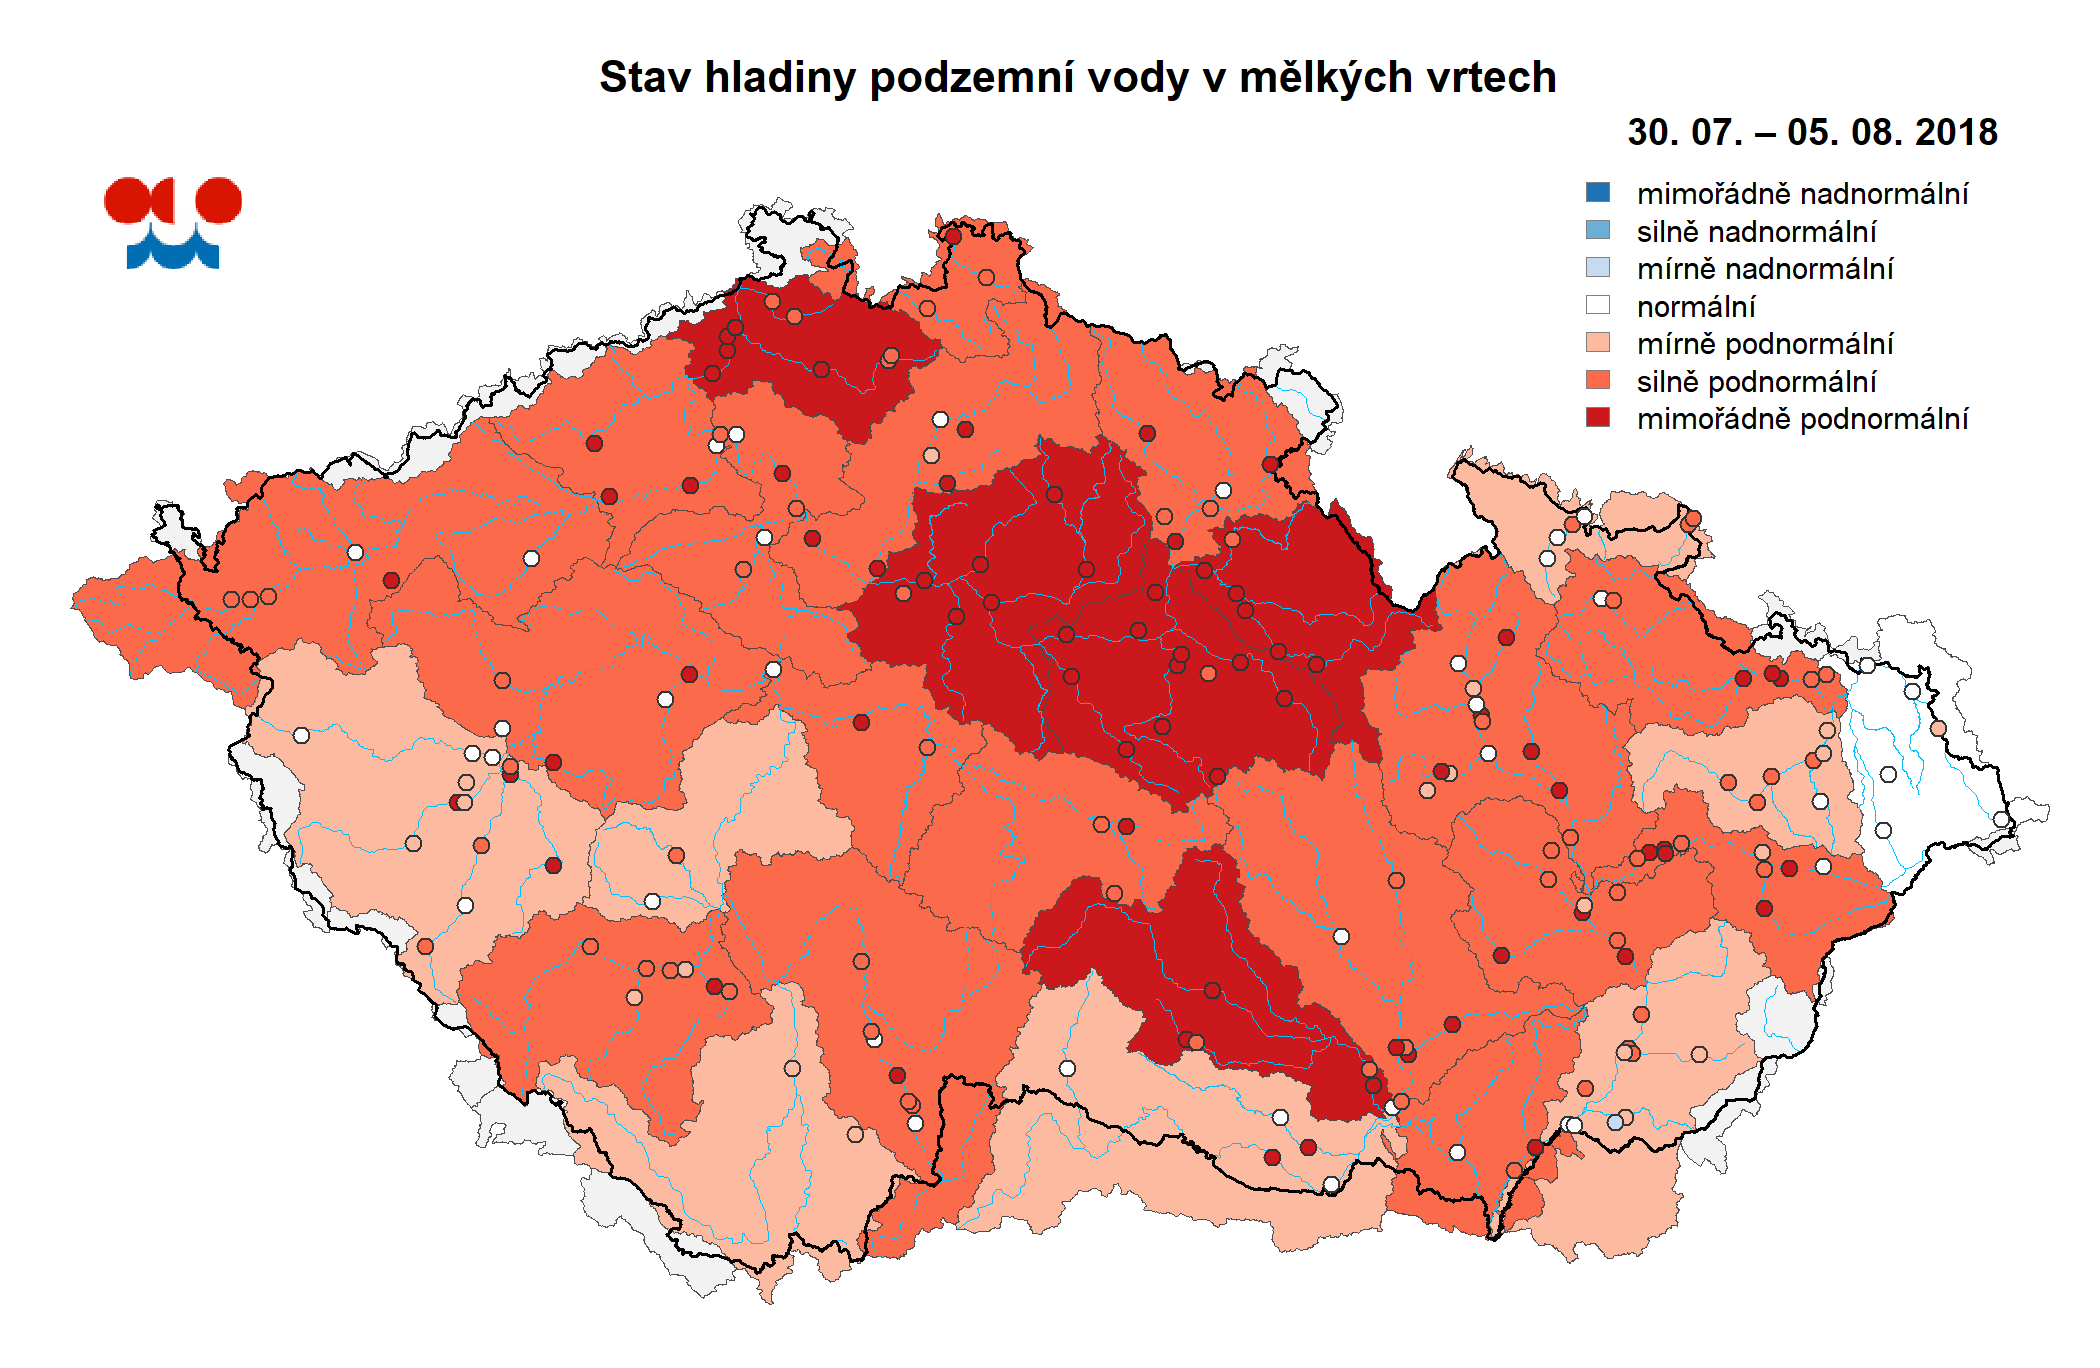 Stav hladiny podzemní vody v mělkých vrtech
30. 07. – 05. 08. 2018
mimořádně nadnormální
silně nadnormální
mírně nadnormální
normální
mírně podnormální
silně podnormální
mimořádně podnormální